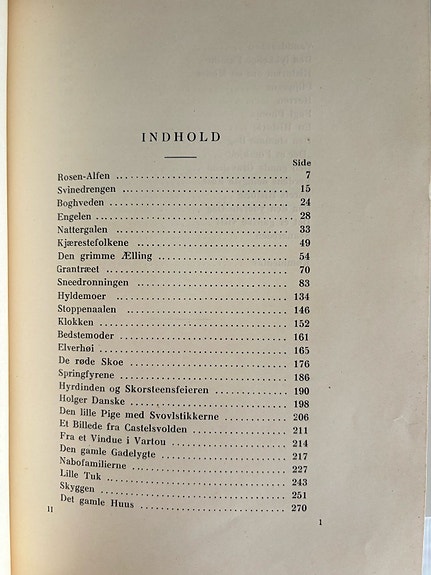 INDHOLD
Side
Rosen-Alfen 7
Svinedrengen 15
Boghveden 24
Engelen 28
Nattergalen 33
Kjærestefolkene 49
Den grimme Ælling 54
Grantræet 70
Sneedronningen 83
Hyldemoer 134
Stoppenaalen 146
Klokken 152
Bedstemoder 161
Elverhøi 165
De røde Skoe 176
Springfyrene 186
Hyrdinden og Skorsteensfeieren 190
Holger Danske 198
Den lille Pige med Svovlstikkerne 206
Et Billede fra Castelsvolden 211
Fra et Vindue i Vartou 214
Den gamle Gadelygte 217
Nabofamilierne 227
Lille Tuk 243
Skyggen 251
Det gamle Huus 270
II 1